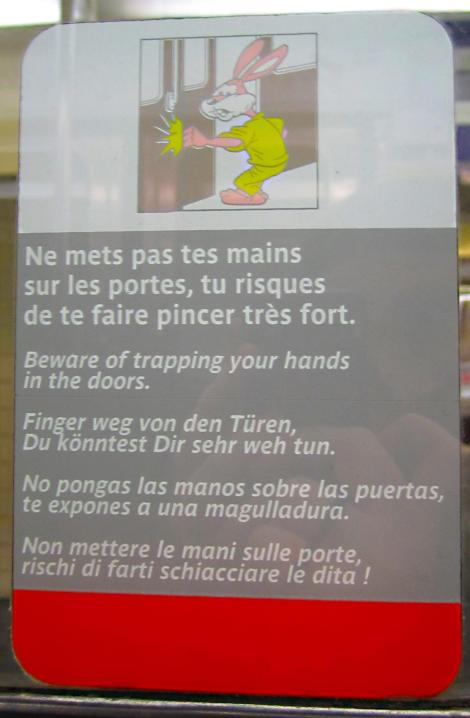 Ne mets pas tes mains
sur les portes, tu risques
de te faire pincer très fort.
Beware of trapping your hands
in the doors.
Finger weg von den Türen,
Du könntest Dir sehr weh tun.
No pongas las manos sobre las puertas,
te expones a una magulladura.
Non mettere le mani sulle porte,
rischi di farti schiacciare le dita !